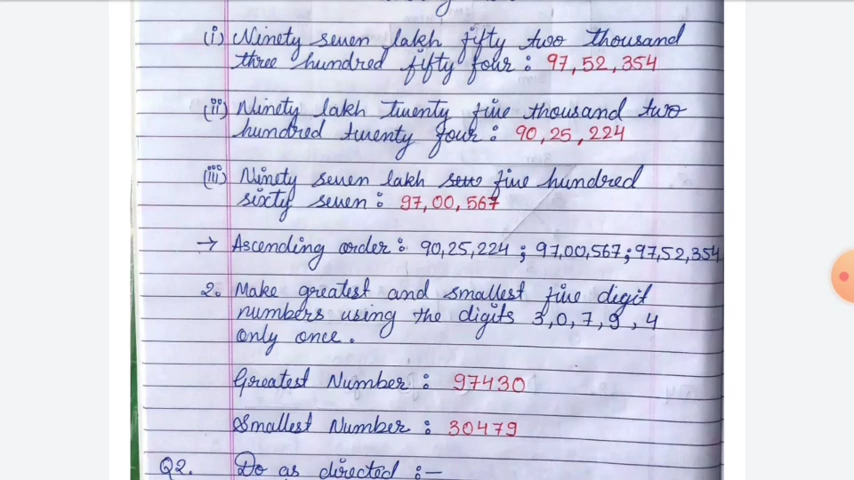 (i) Ninety seven lakh fifty two thousand
three hundred fifty four : 97,52,354
(ii) Ninety lakh twenty five thousand two
hundred twenty four : 90,25,224
(iii) Ninety seven lakh five hundred
sixty seven : 97,00,567
→ Ascending order : 90,25,224 ; 97,00,567 ; 97,52,354
2. Make greatest and smallest five digit
numbers using the digits 3,0,7,9,4
only once.
Greatest Number : 97430
Smallest Number : 30479
Q2. Do as directed :—